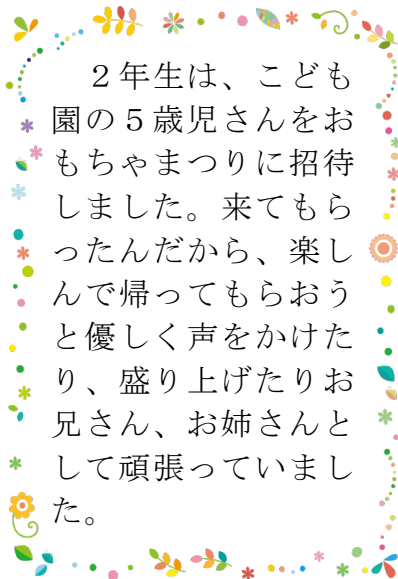 ２年生は、こども
園の５歳児さんをお
もちゃまつりに招待
しました。来てもら
ったんだから、楽し
んで帰ってもらおう
と優しく声をかけた
り、盛り上げたりお
兄さん、お姉さんと
して頑張っていまし
た。